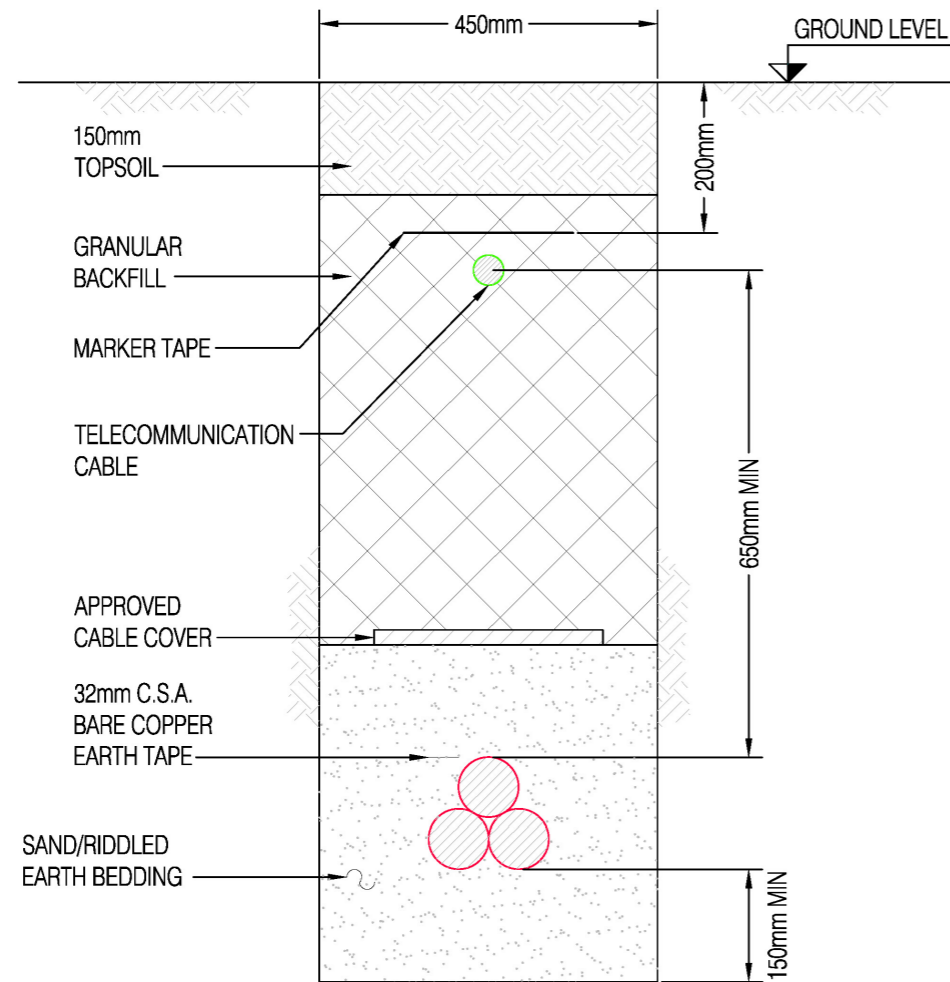 450mm
GROUND LEVEL
150mm
TOPSOIL
200mm
GRANULAR
BACKFILL
MARKER TAPE
TELECOMMUNICATION
CABLE
650mm MIN
APPROVED
CABLE COVER
32mm C.S.A.
BARE COPPER
EARTH TAPE
SAND/RIDDLED
EARTH BEDDING
150mm MIN